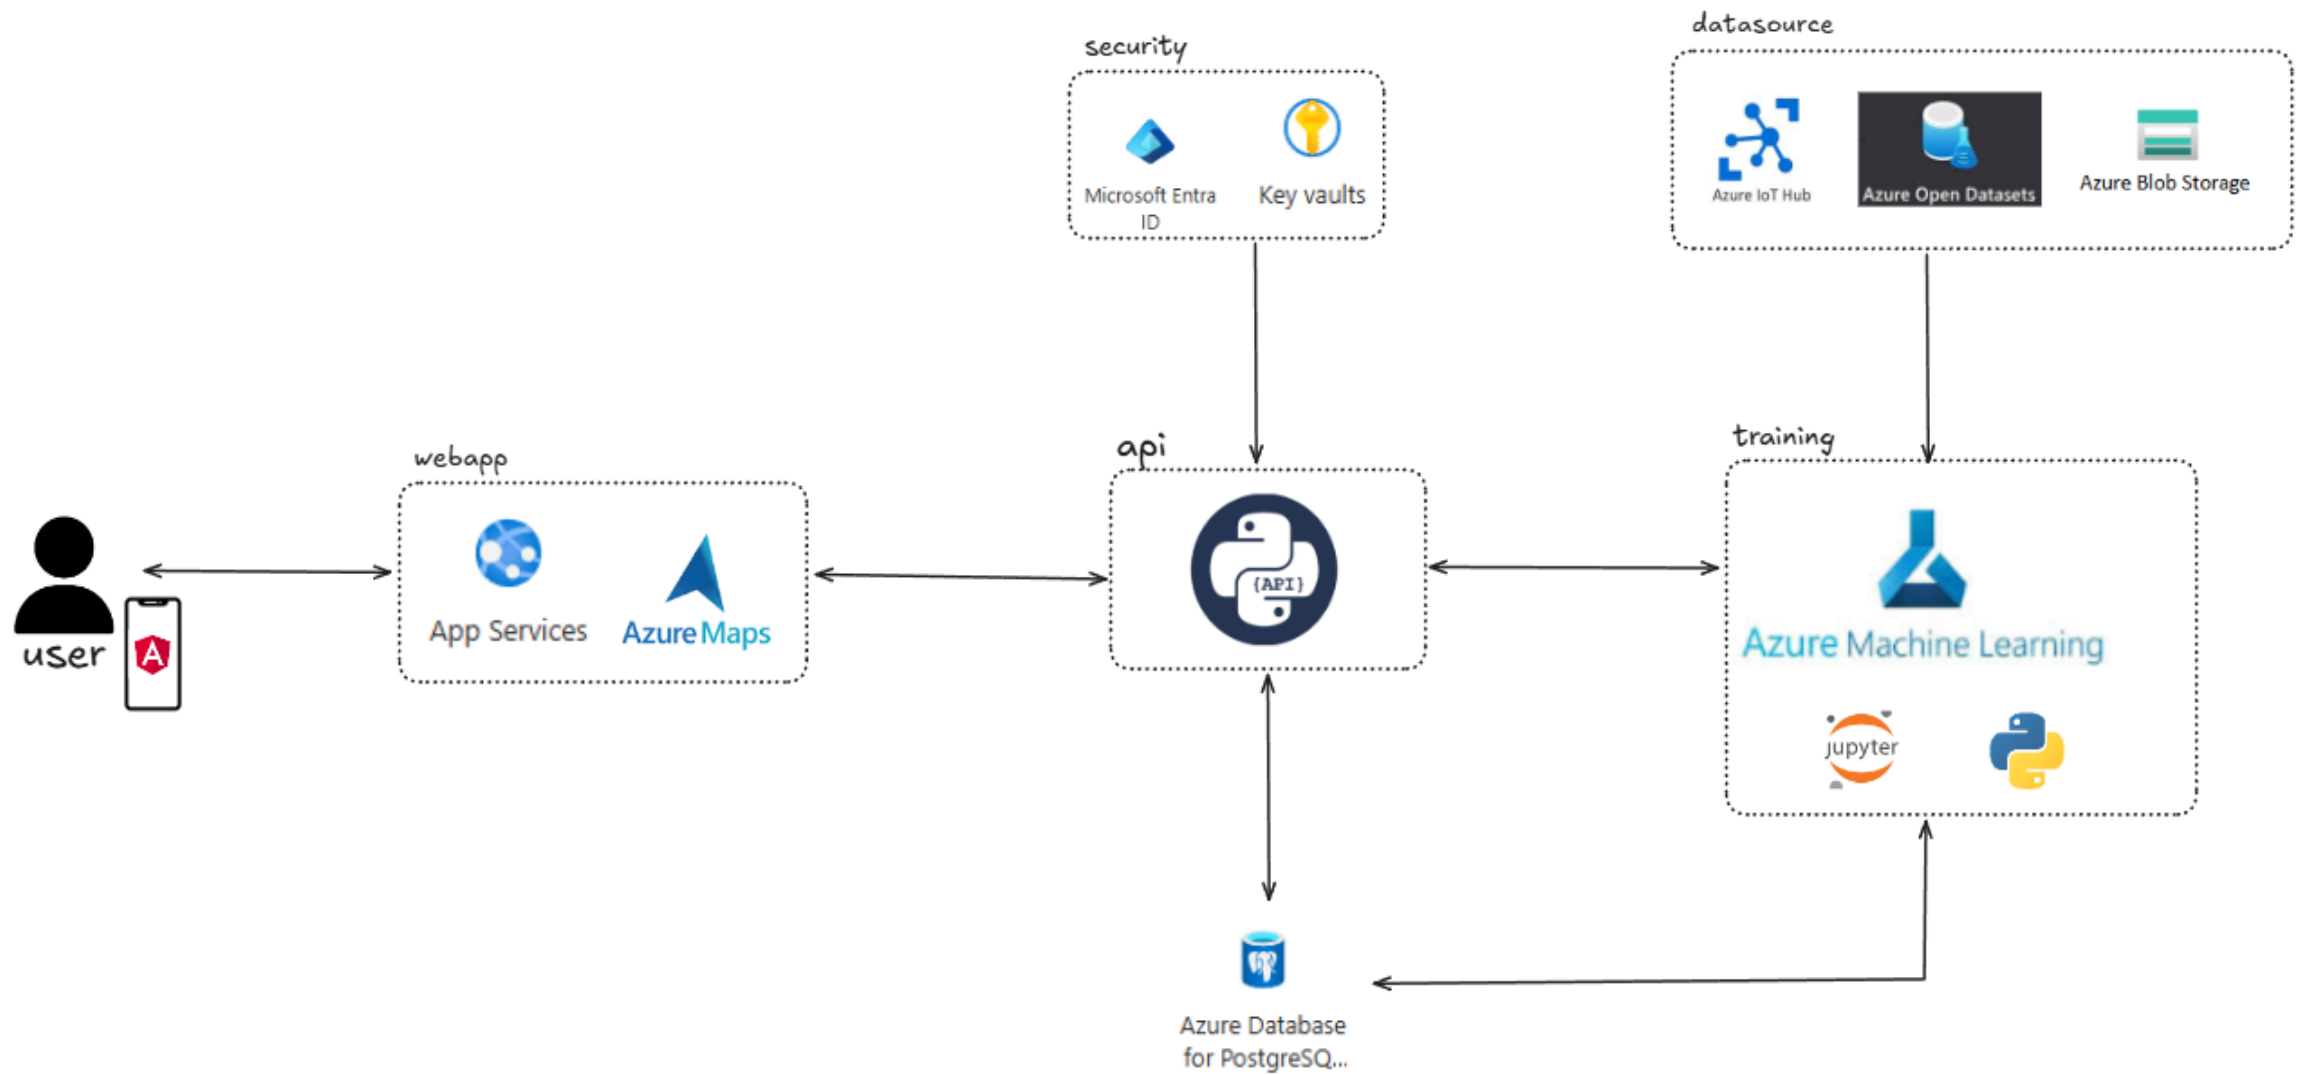 datasource
security
Azure IoT Hub
Azure Open Datasets
Azure Blob Storage
Microsoft Entra
ID
Key vaults
api
training
webapp
{API}
App Services
Azure Maps
user
A
Azure Machine Learning
jupyter
Azure Database
for PostgreSQ...